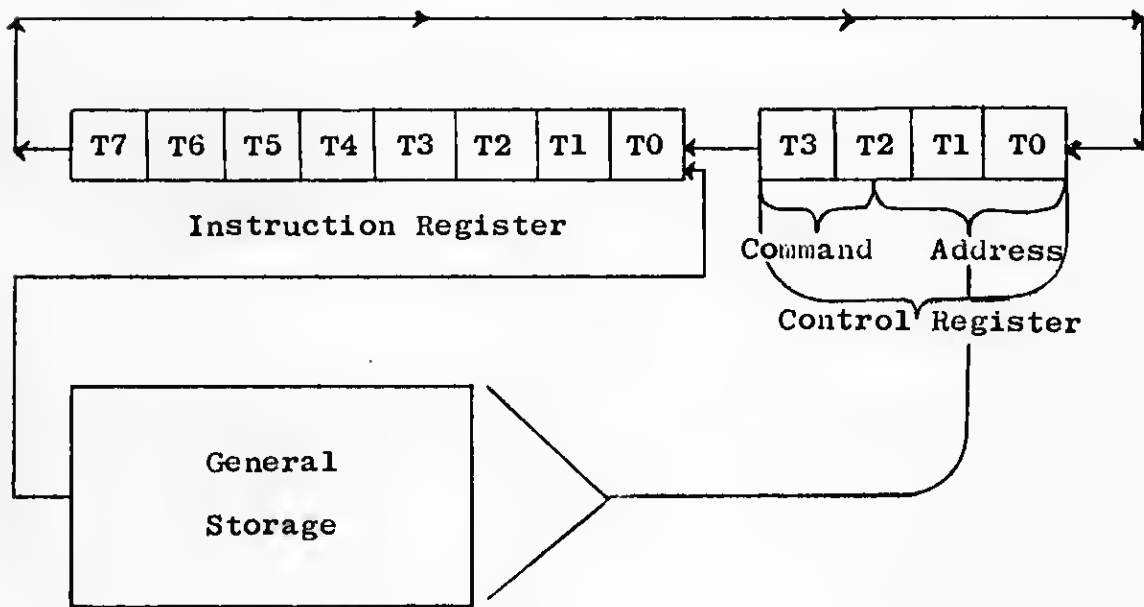 T7 T6 T5 T4 T3 T2 T1 T0 T3 T2 T1 T0
Instruction Register
Command Address
Control Register
General
Storage